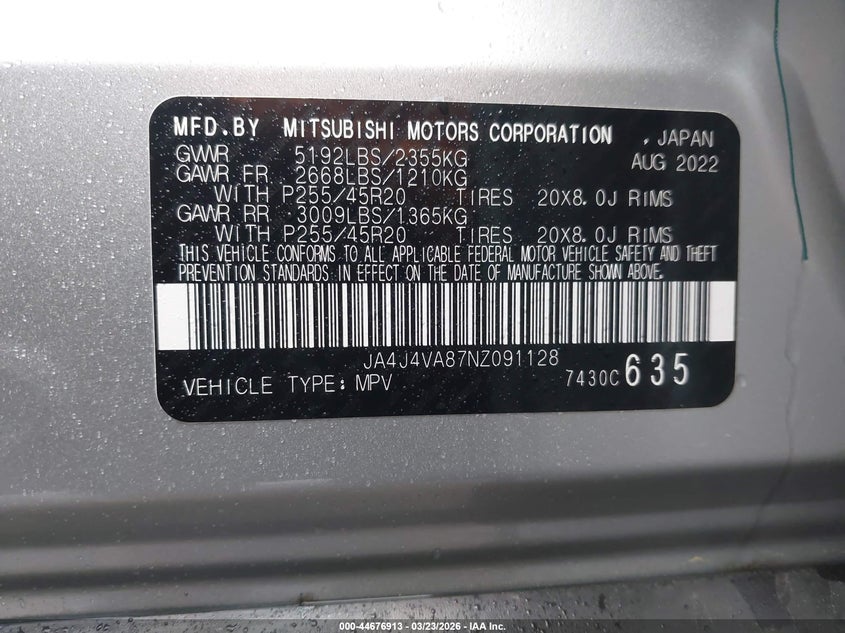 MFD.BY MITSUBISHI MOTORS CORPORATION , JAPAN
GVWR 5192LBS/2355KG AUG 2022
GAWR FR 2668LBS/1210KG
WITH P255/45R20 TIRES 20X8.0J RIMS
GAWR RR 3009LBS/1365KG
WITH P255/45R20 TIRES 20X8.0J RIMS
THIS VEHICLE CONFORMS TO ALL APPLICABLE FEDERAL MOTOR VEHICLE SAFETY AND THEFT
PREVENTION STANDARDS IN EFFECT ON THE DATE OF MANUFACTURE SHOWN ABOVE.
JA4J4VA87NZ091128
VEHICLE TYPE: MPV 7430C 635
000-44676913 - 03/23/2026 - IAA Inc.